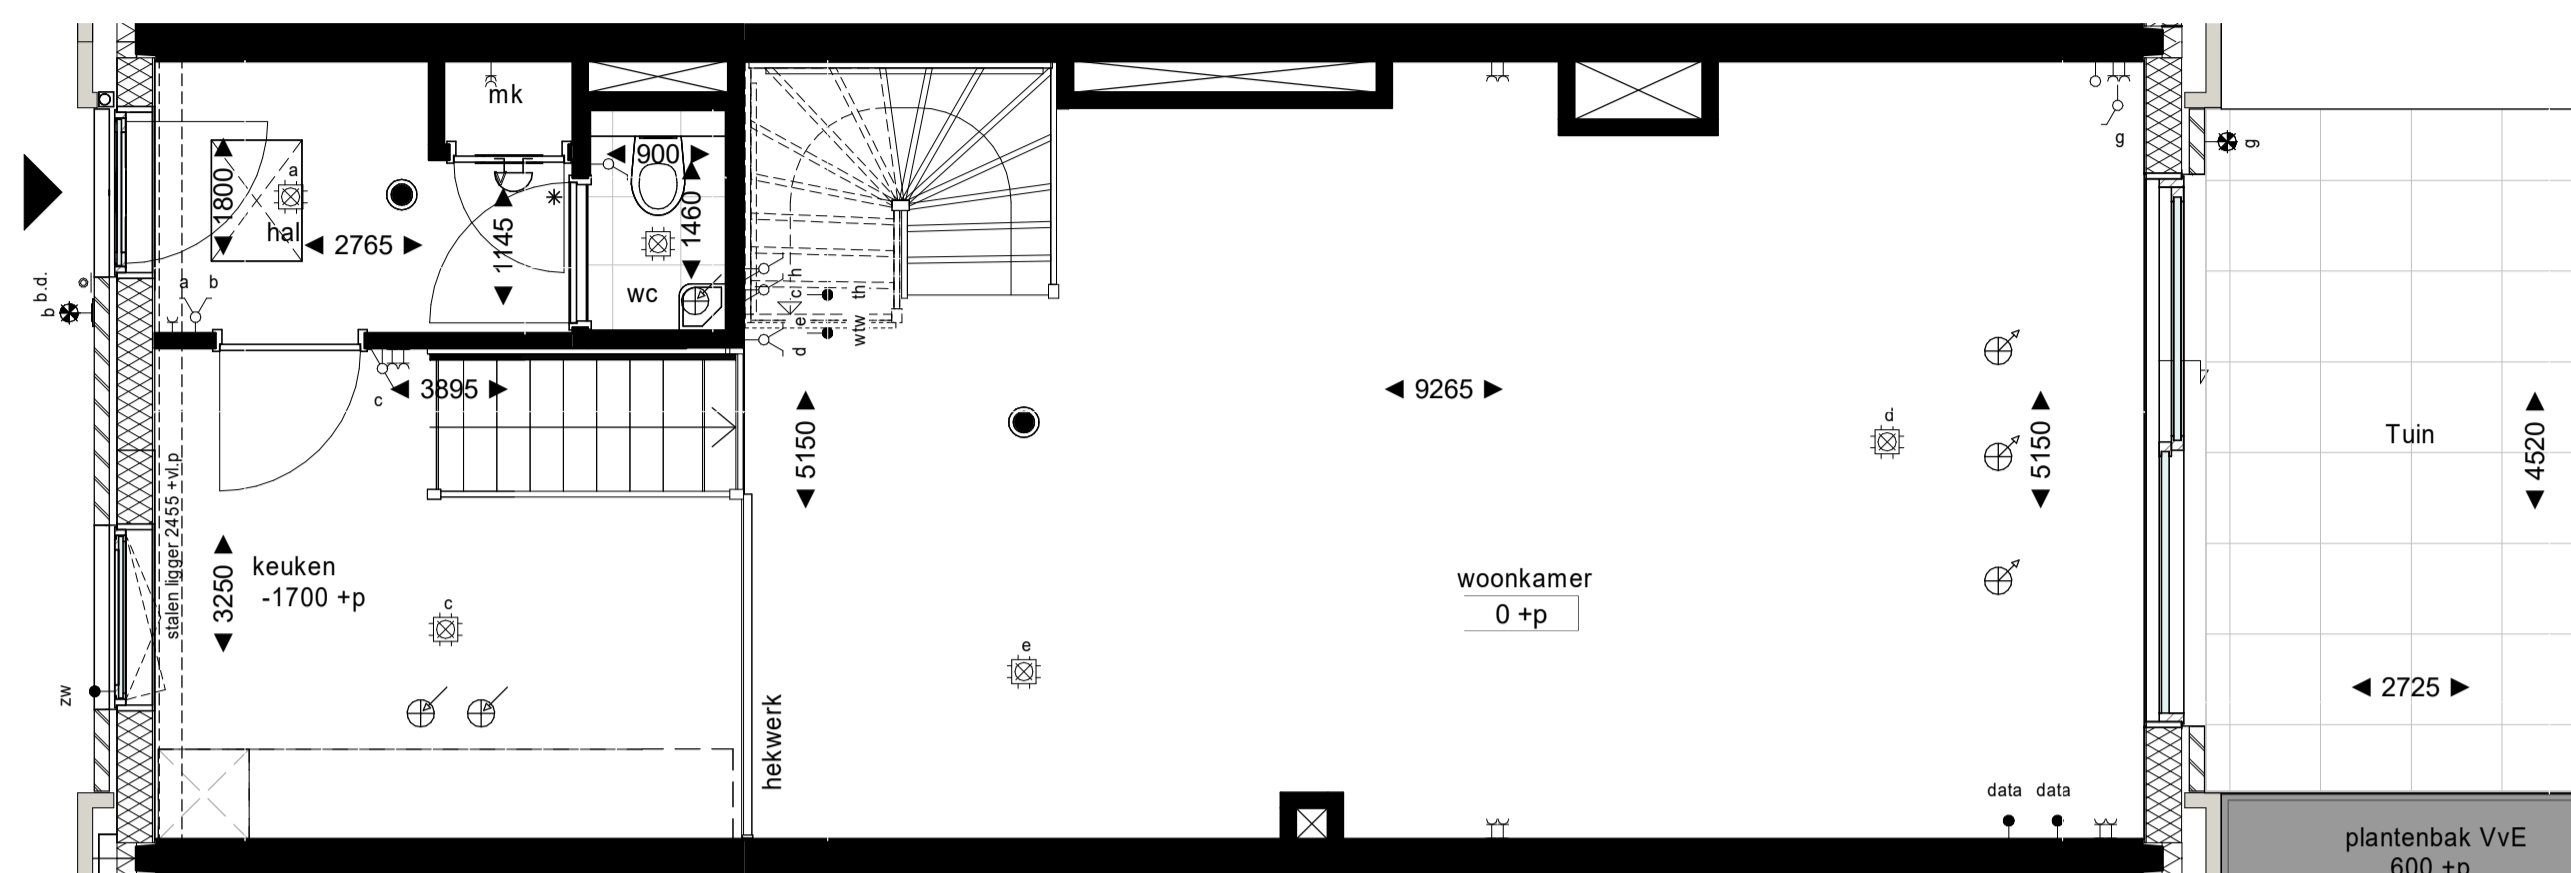 mk
a
900
1800
hal
2765
1145
*
1460
wc
a b
b.d.
b
c h
th
e
wtw
d
g
g
c
3895
9265
5150
5150
d
Tuin
4520
stalen ligger 2455 +vl.p
3250
keuken
-1700 +p
c
woonkamer
0 +p
e
zw
hekwerk
2725
data data
plantenbak VvE
600 +p